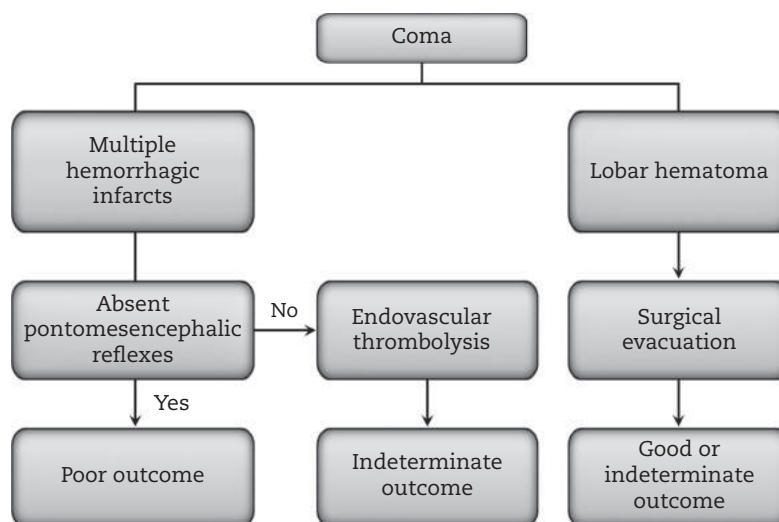 Coma
Multiple
hemorrhagic
infarcts
Lobar hematoma
Absent
pontomesencephalic
reflexes
No
Endovascular
thrombolysis
Surgical
evacuation
Yes
Poor outcome
Indeterminate
outcome
Good or
indeterminate
outcome